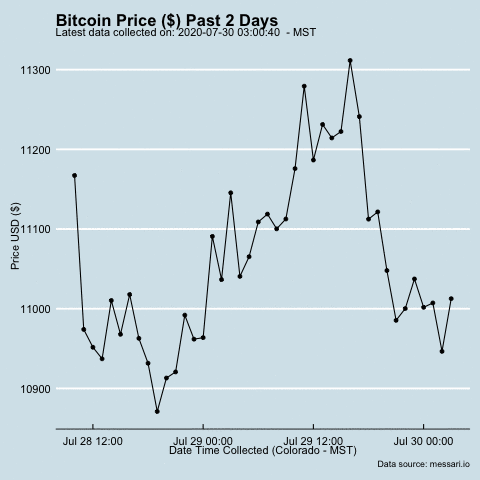 Bitcoin Price ($) Past 2 Days
Latest data collected on: 2020-07-30 03:00:40  - MST
11300
11200
11100
11000
10900
Price USD ($)
Jul 28 12:00 Jul 29 00:00 Jul 29 12:00 Jul 30 00:00
Date Time Collected (Colorado - MST)
Data source: messari.io